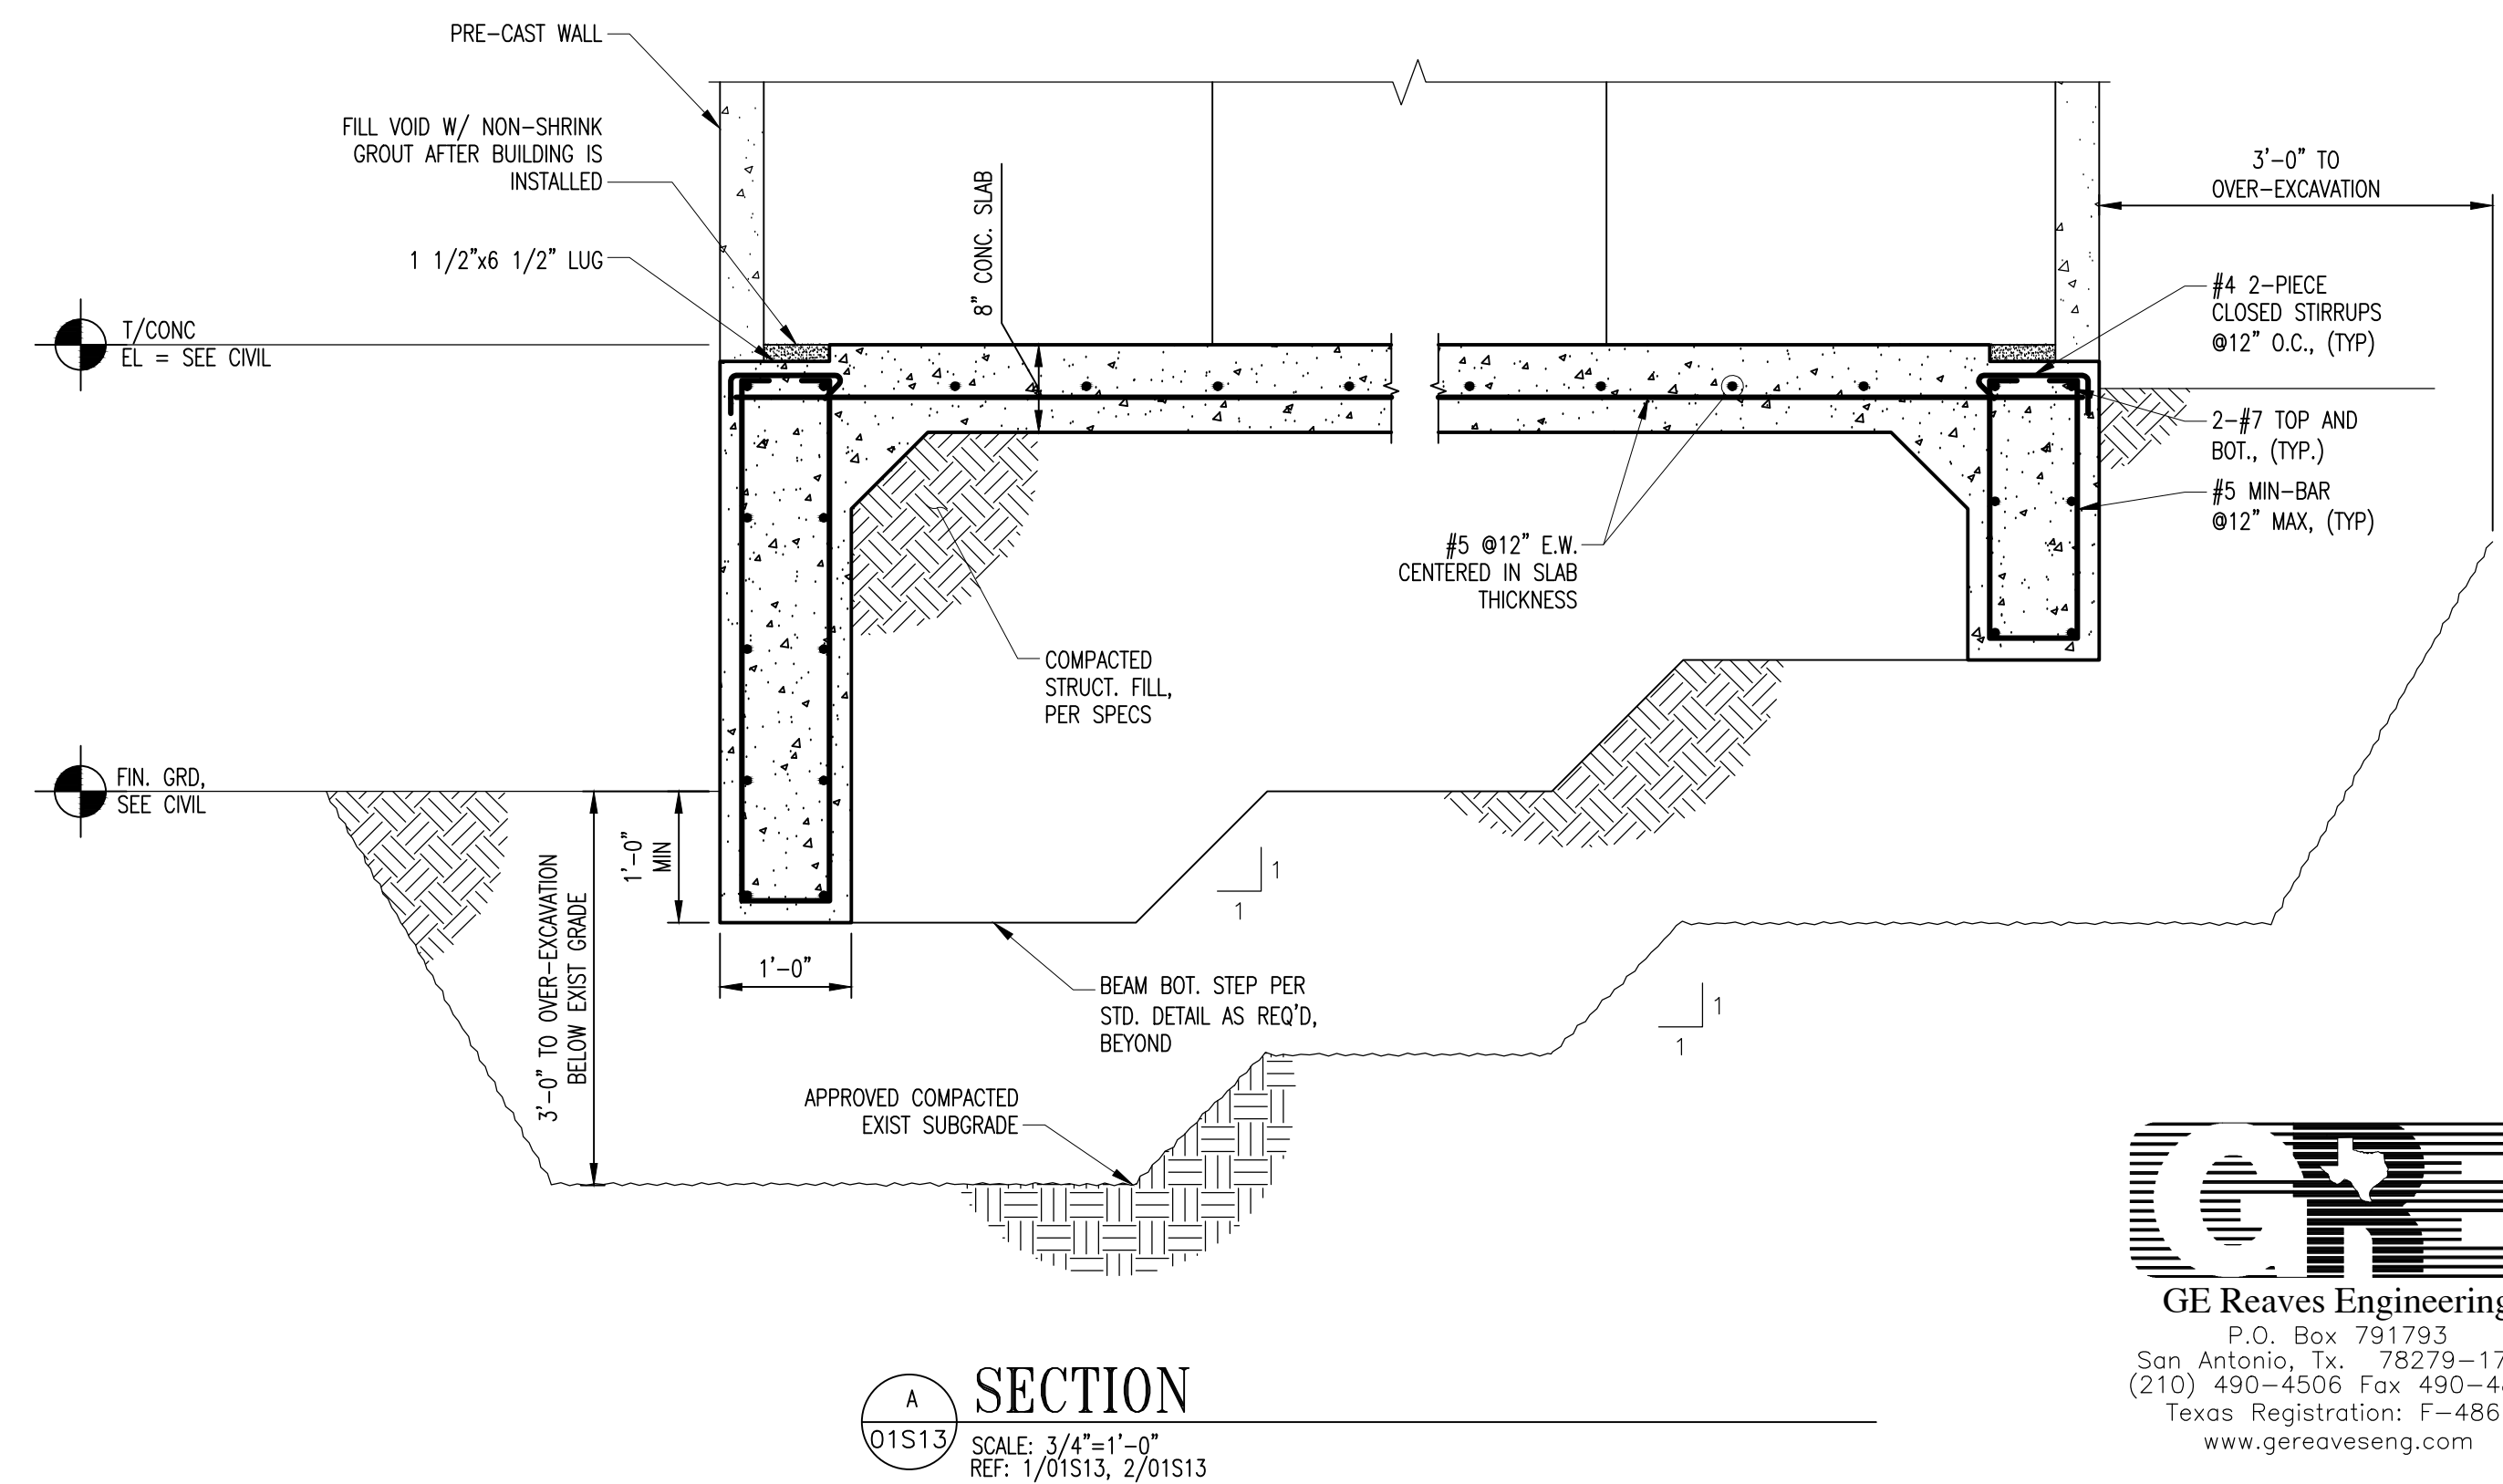 PRE-CAST WALL
FILL VOID W/ NON-SHRINK
GROUT AFTER BUILDING IS
INSTALLED
1 1/2"x6 1/2" LUG
T/CONC
EL = SEE CIVIL
8" CONC. SLAB
3'-0" TO
OVER-EXCAVATION
#4 2-PIECE
CLOSED STIRRUPS
@12" O.C., (TYP)
2-#7 TOP AND
BOT., (TYP.)
#5 MIN-BAR
@12" MAX, (TYP)
#5 @12" E.W.
CENTERED IN SLAB
THICKNESS
COMPACTED
STRUCT. FILL,
PER SPECS
FIN. GRD,
SEE CIVIL
3'-0" TO OVER-EXCAVATION
BELOW EXIST GRADE
1'-0"
MIN
1'-0"
1
1
1
1
BEAM BOT. STEP PER
STD. DETAIL AS REQ'D,
BEYOND
APPROVED COMPACTED
EXIST SUBGRADE
GR
GE Reaves Engineering
P.O. Box 791793
San Antonio, Tx. 78279-17
(210) 490-4506 Fax 490-4
Texas Registration: F-486
www.gereaveseng.com
A
01S13
SECTION
SCALE: 3/4"=1'-0"
REF: 1/01S13, 2/01S13